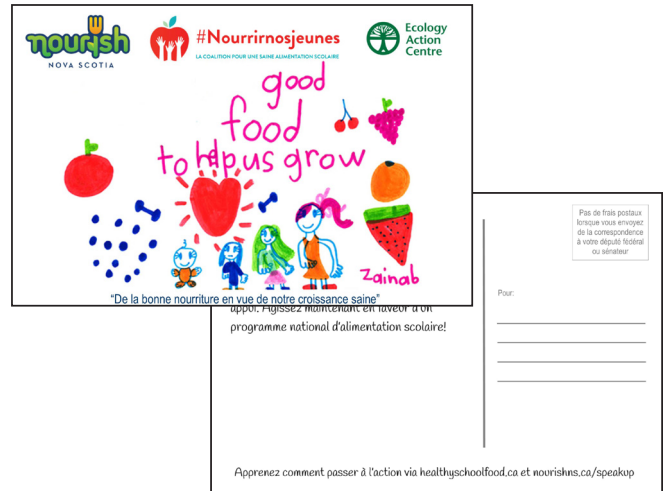 nourish
NOVA SCOTIA
#Nourrirnosjeunes
LA COALITION POUR UNE SAINE ALIMENTATION SCOLAIRE
Ecology
Action
Centre
good
food
to help us grow
zainab
"De la bonne nourriture en vue de notre croissance saine"
appui. Agissez maintenant en faveur d'un
programme national d'alimentation scolaire!
Pas de frais postaux
lorsque vous envoyez
de la correspondence
à votre député fédéral
ou sénateur
Pour:
Apprenez comment passer à l'action via healthyschoolfood.ca et nourishns.ca/speakup